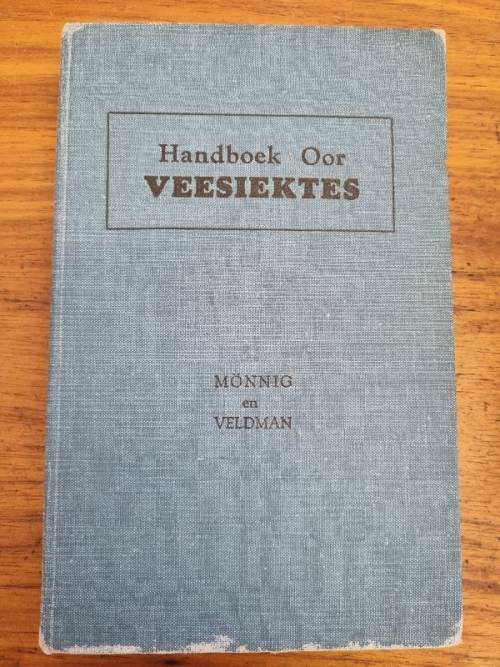 Handboek Oor
VEESIEKTES
MÖNNIG
en
VELDMAN